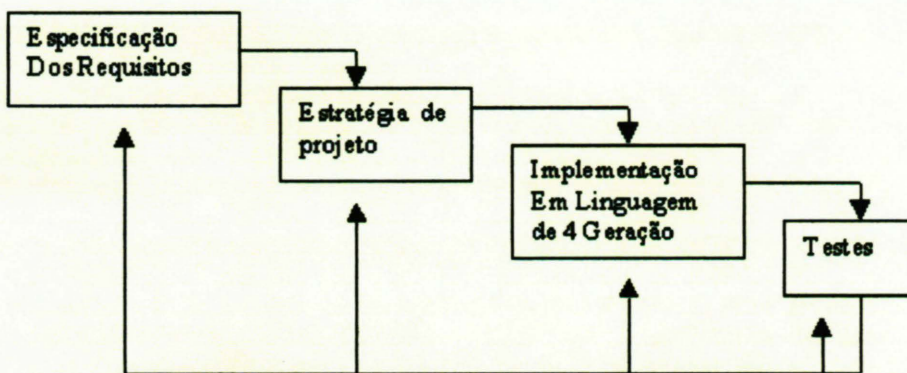 Especificação
Dos Requisitos
Estratégia de
projeto
Implementação
Em Linguagem
de 4 Geração
Testes